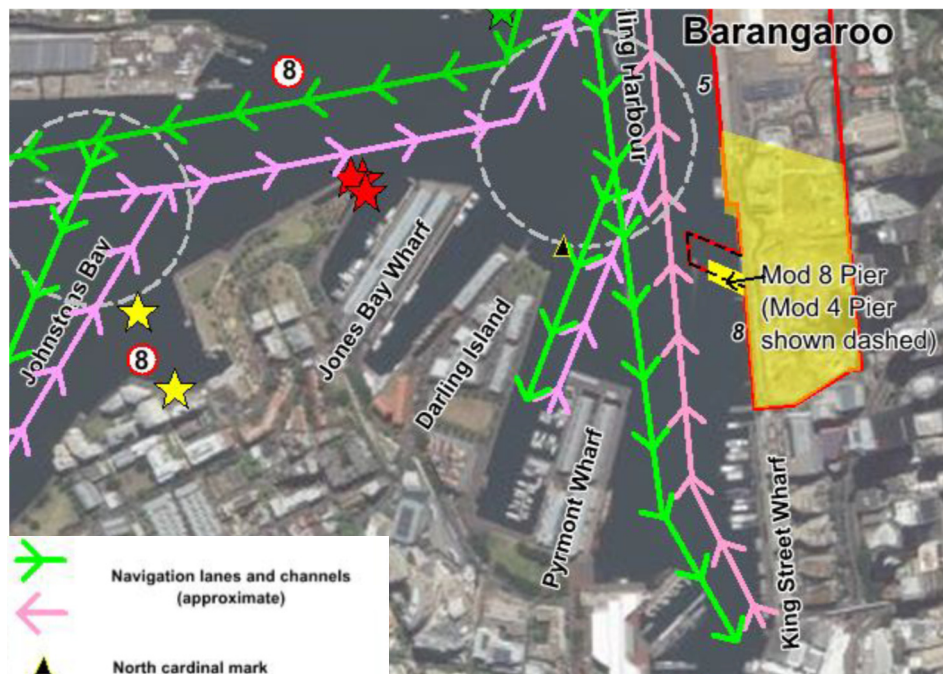 Barangaroo
ling Harbour
5
8
Johnstons Bay
Jones Bay Wharf
Darling Island
8
Mod 8 Pier
(Mod 4 Pier
shown dashed)
8
Pyrmont Wharf
King Street Wharf
Navigation lanes and channels
(approximate)
North cardinal mark